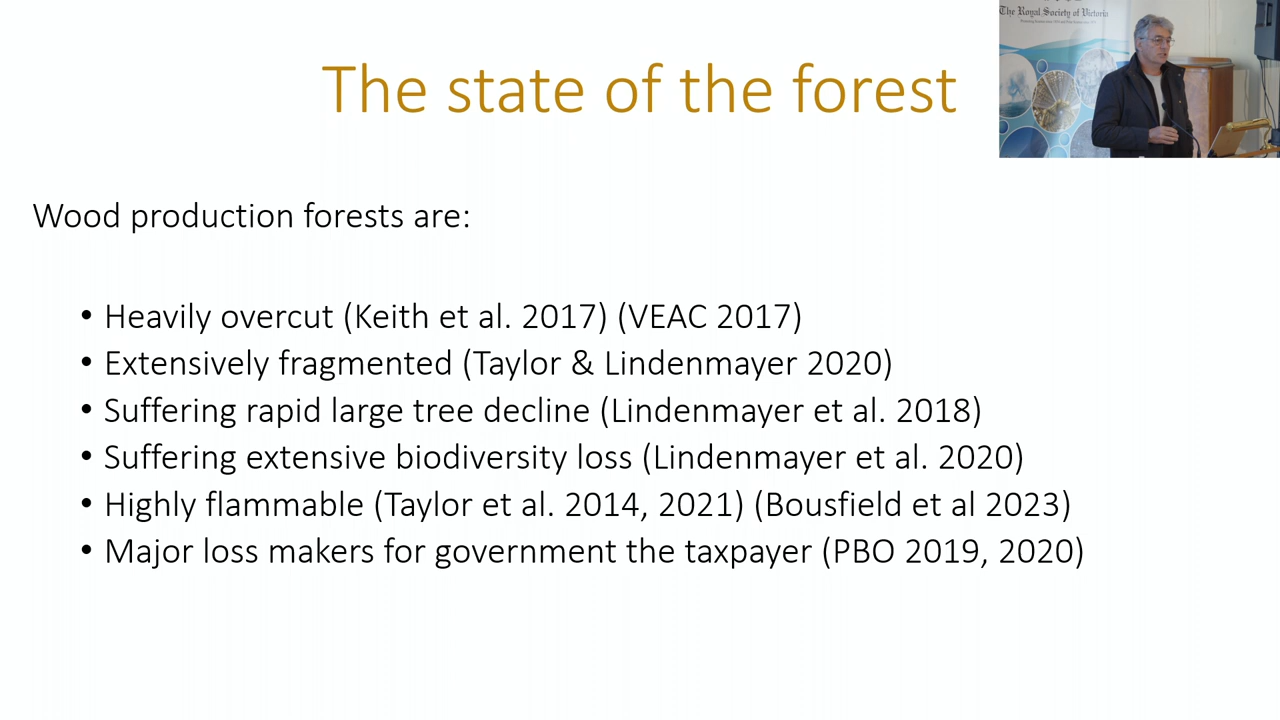 The Royal Society of Victoria
The state of the forest
Wood production forests are:
• Heavily overcut (Keith et al. 2017) (VEAC 2017)
• Extensively fragmented (Taylor & Lindenmayer 2020)
• Suffering rapid large tree decline (Lindenmayer et al. 2018)
• Suffering extensive biodiversity loss (Lindenmayer et al. 2020)
• Highly flammable (Taylor et al. 2014, 2021) (Bousfield et al 2023)
• Major loss makers for government the taxpayer (PBO 2019, 2020)